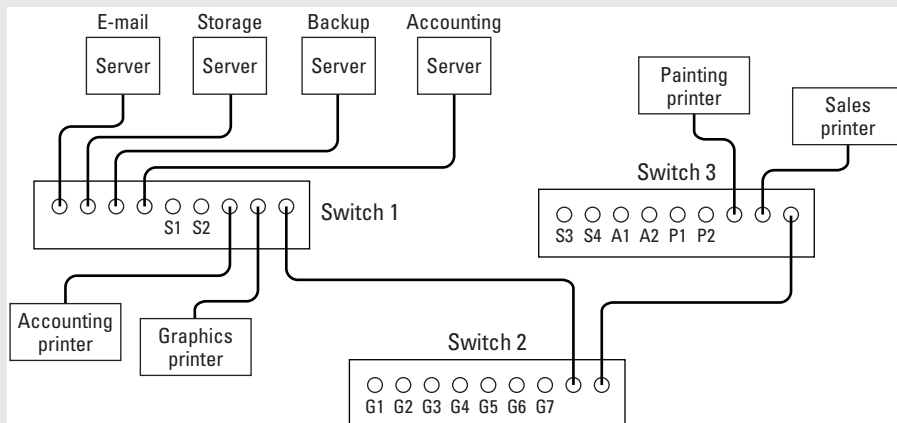 E-mail Storage Backup Accounting
Server Server Server Server
Painting
printer
Sales
printer
Switch 3
S3 S4 A1 A2 P1 P2
Switch 1
S1 S2
Accounting
printer
Graphics
printer
Switch 2
G1 G2 G3 G4 G5 G6 G7